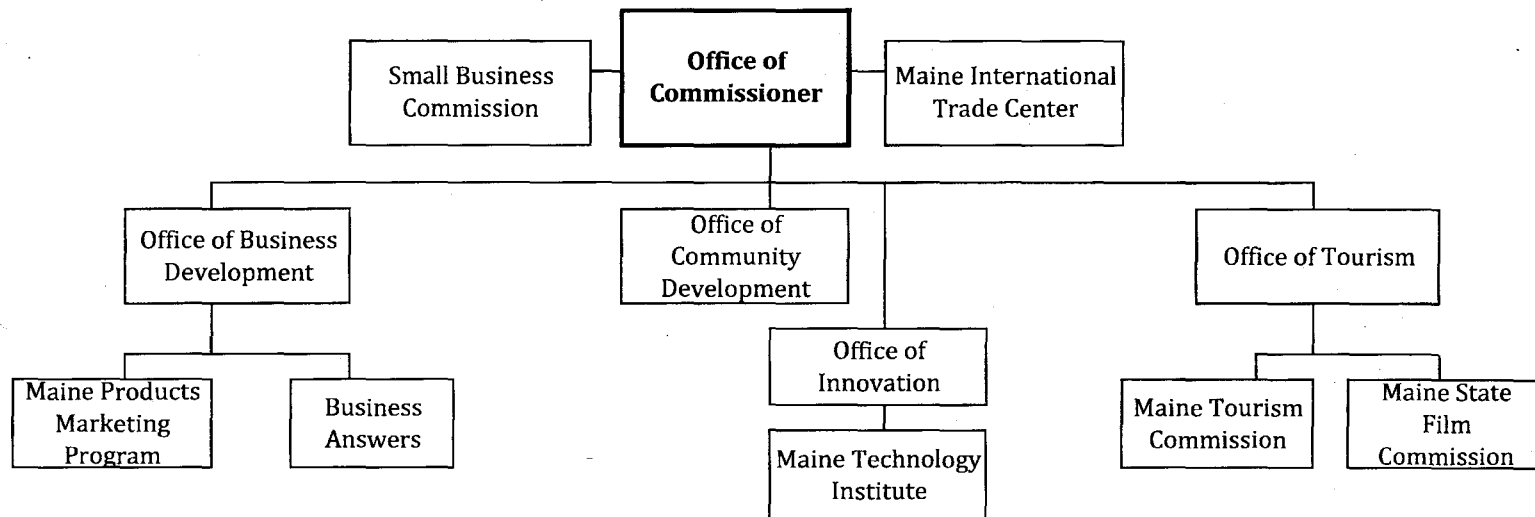 Small Business
Commission
Office of
Commissioner
Maine International
Trade Center
Office of Business
Development
Office of
Community
Development
Office of Tourism
Office of
Innovation
Maine Products
Marketing
Program
Business
Answers
Maine Technology
Institute
Maine Tourism
Commission
Maine State
Film
Commission